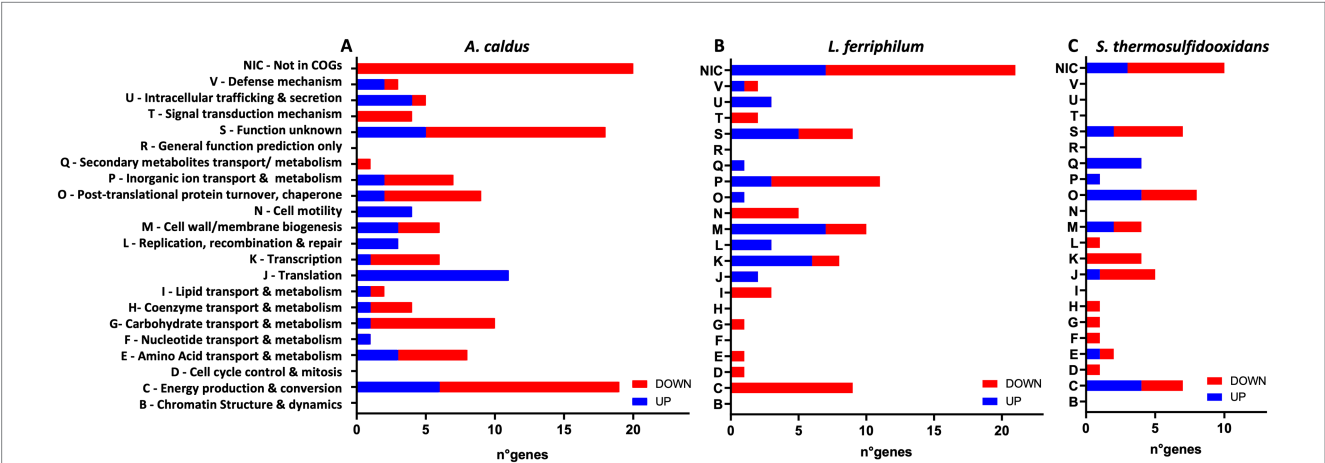 A
A. caldus
NIC - Not in COGs
V - Defense mechanism
U - Intracellular trafficking & secretion
T - Signal transduction mechanism
S - Function unknown
R - General function prediction only
Q - Secondary metabolites transport/ metabolism
P - Inorganic ion transport & metabolism
O - Post-translational protein turnover, chaperone
N - Cell motility
M - Cell wall/membrane biogenesis
L - Replication, recombination & repair
K - Transcription
J - Translation
I - Lipid transport & metabolism
H- Coenzyme transport & metabolism
G- Carbohydrate transport & metabolism
F - Nucleotide transport & metabolism
E - Amino Acid transport & metabolism
D - Cell cycle control & mitosis
C - Energy production & conversion
B - Chromatin Structure & dynamics
DOWN
UP
0 5 10 15 20
n°genes
B
L. ferriphilum
NIC
V
U
T
S
R
Q
P
O
N
M
L
K
J
I
H
G
F
E
D
C
B
DOWN
UP
0 5 10 15 20
n°genes
C
S. thermosulfidooxidans
NIC
V
U
T
S
R
Q
P
O
N
M
L
K
J
I
H
G
F
E
D
C
B
DOWN
UP
0 5 10
n°genes